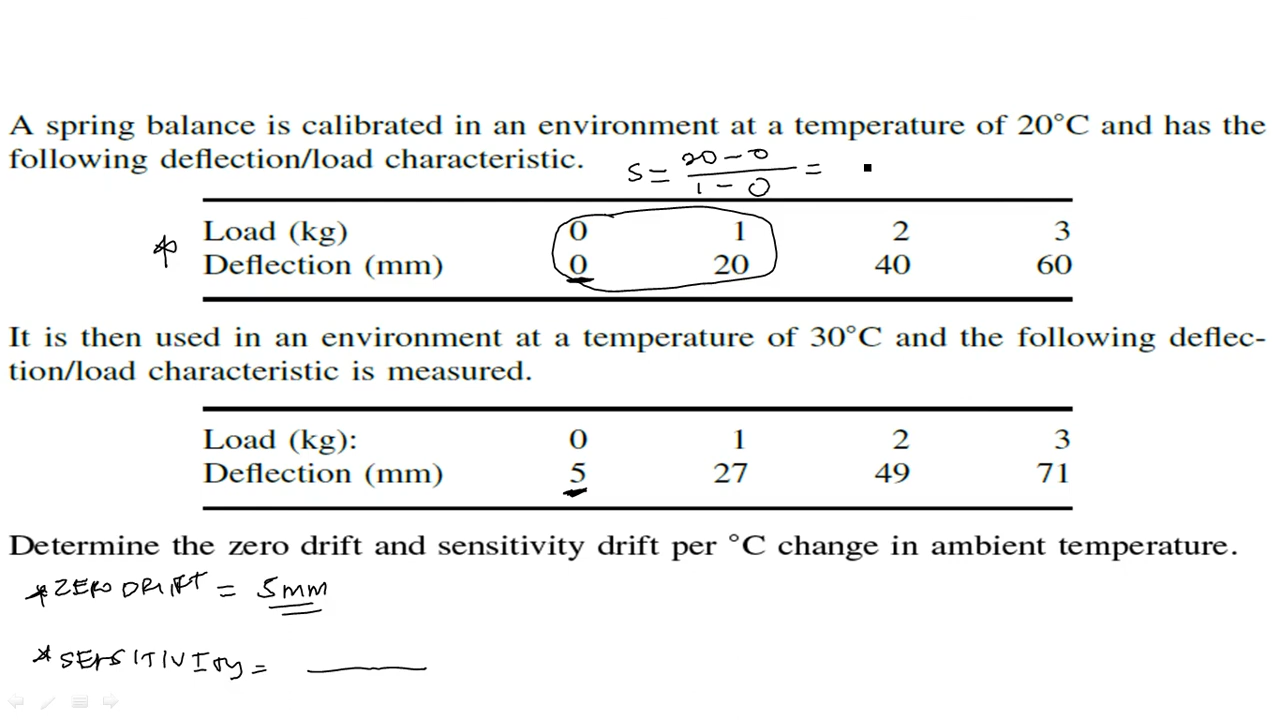 A spring balance is calibrated in an environment at a temperature of 20°C and has the
following deflection/load characteristic.
S = 20 - 0 / 1 - 0 =
Load (kg) 0 1 2 3
Deflection (mm) 0 20 40 60
It is then used in an environment at a temperature of 30°C and the following deflec-
tion/load characteristic is measured.
Load (kg): 0 1 2 3
Deflection (mm) 5 27 49 71
Determine the zero drift and sensitivity drift per °C change in ambient temperature.
* ZERO DRIFT = 5mm
* SENSITIVITY =